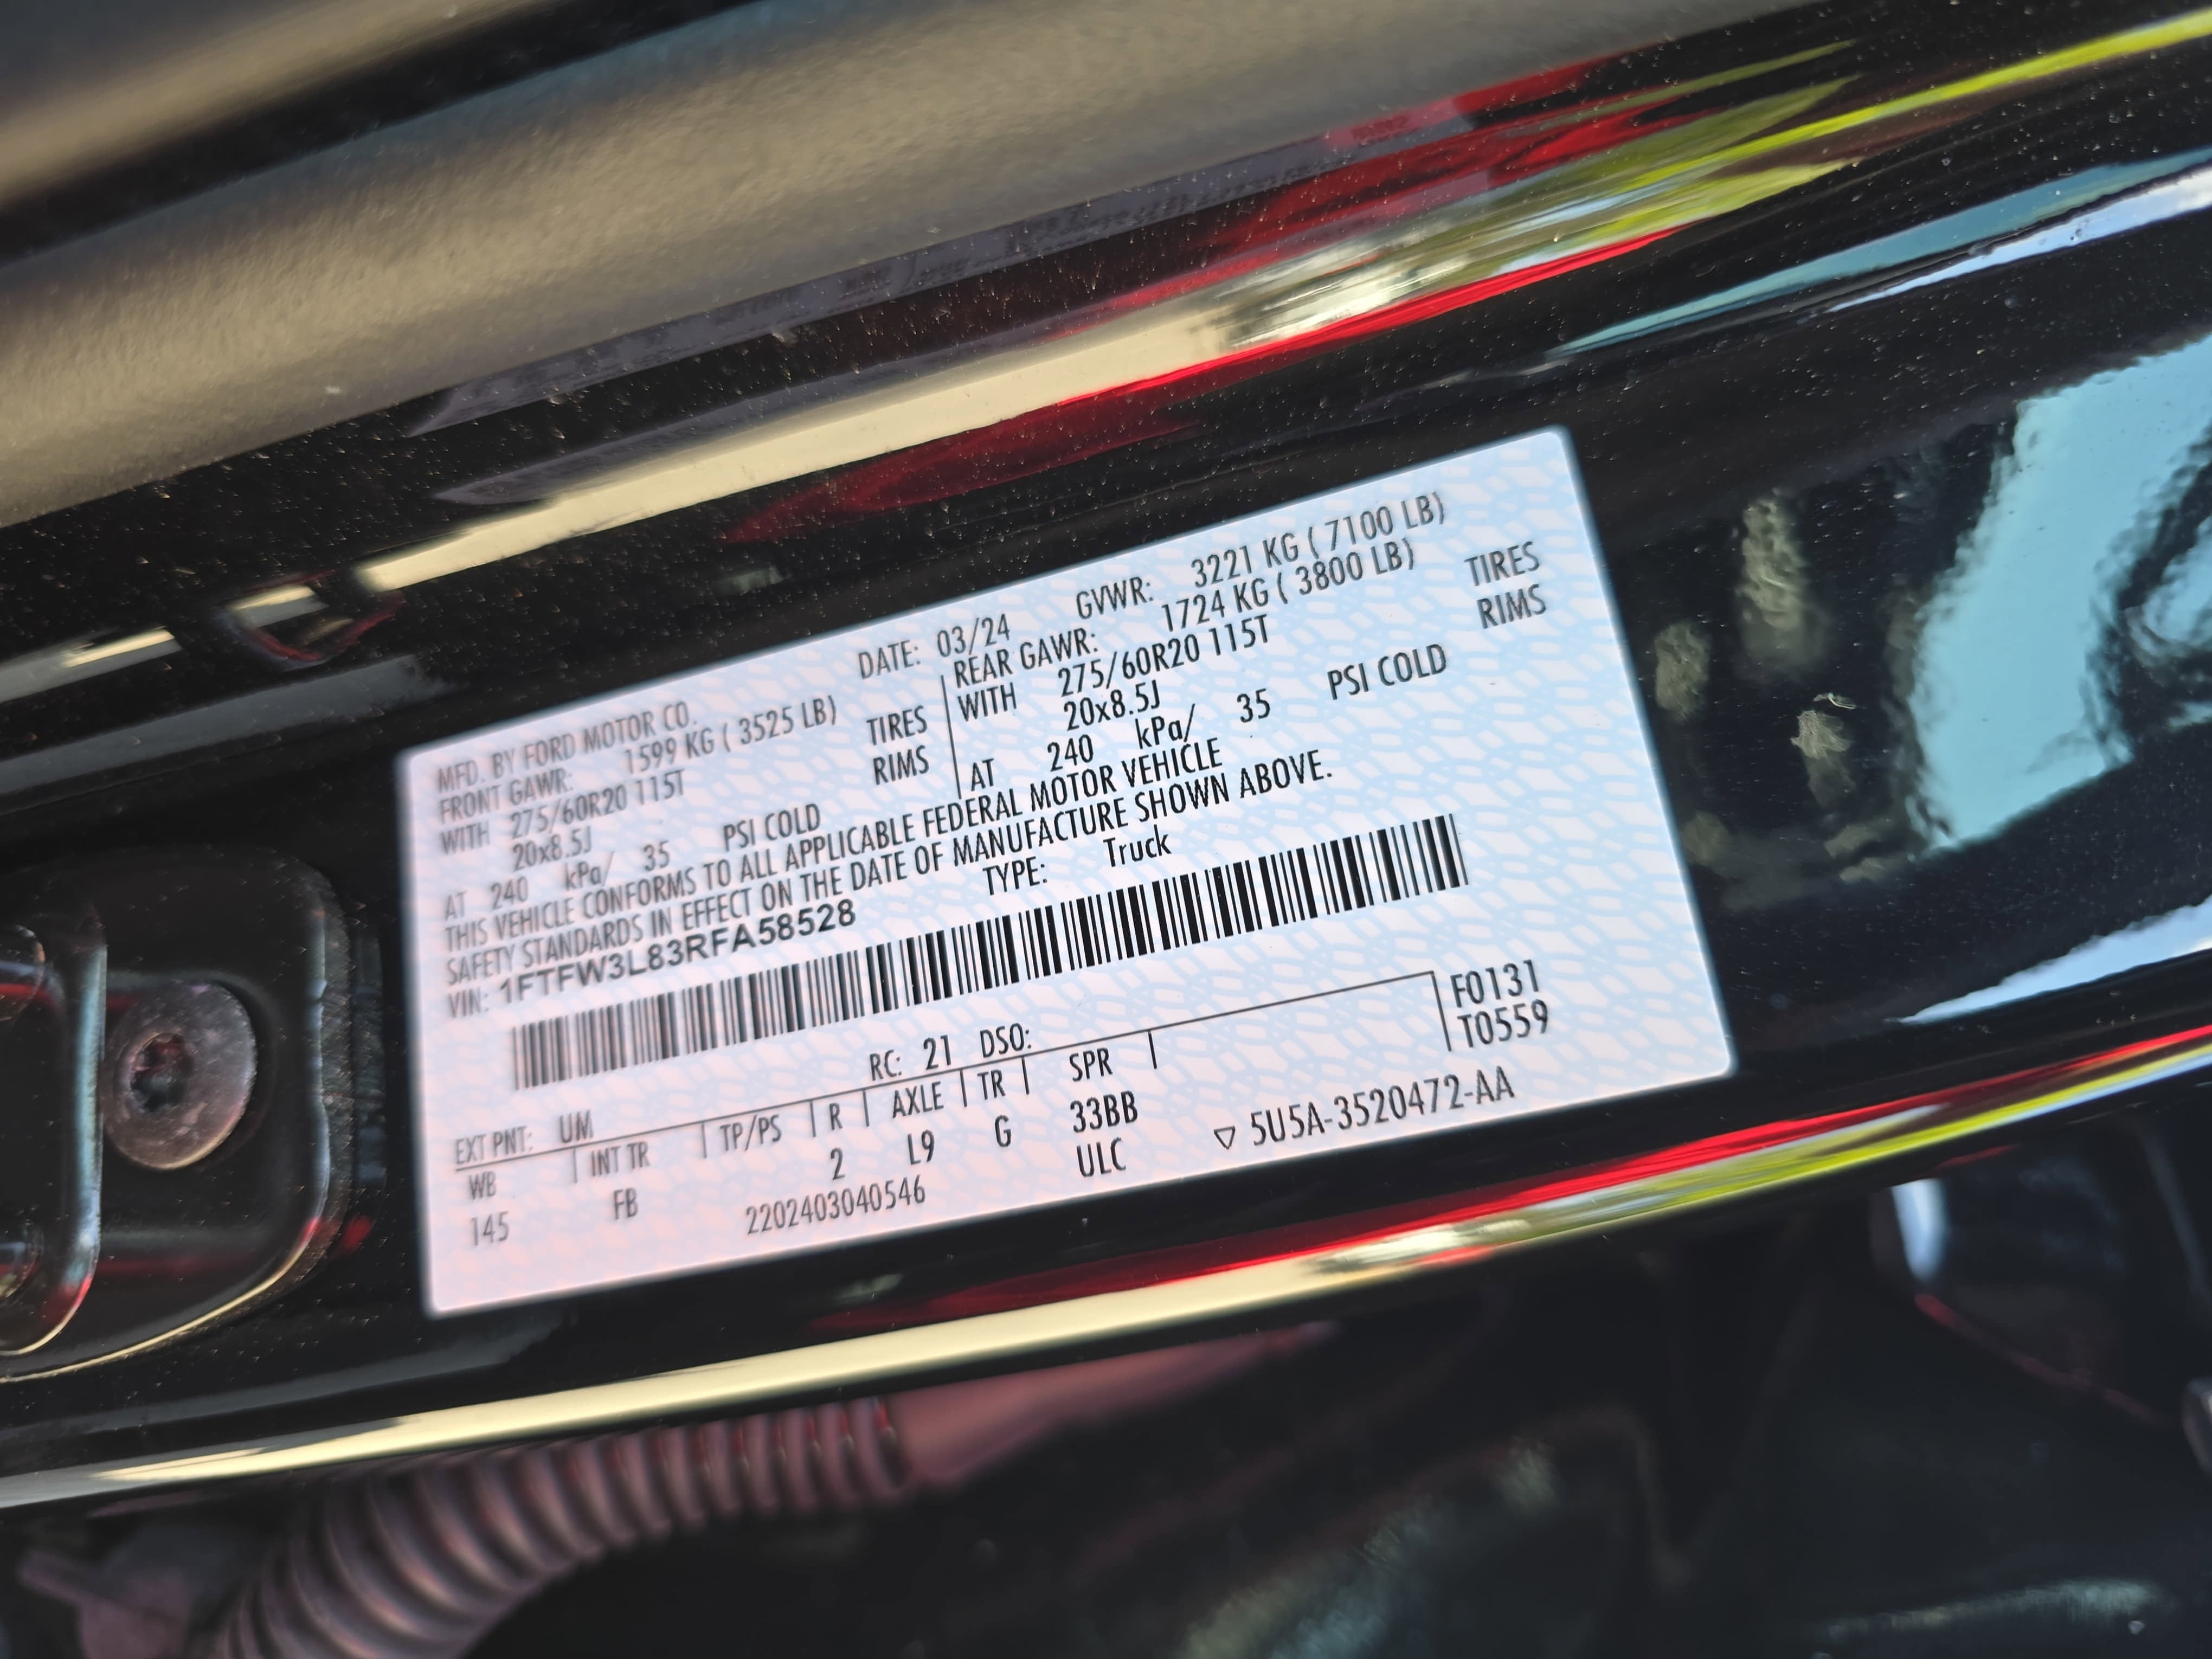 MFD. BY FORD MOTOR CO. DATE: 03/24 GVWR: 3221 KG ( 7100 LB)
FRONT GAWR: 1599 KG ( 3525 LB) REAR GAWR: 1724 KG ( 3800 LB)
WITH 275/60R20 115T TIRES WITH 275/60R20 115T TIRES
20x8.5J RIMS 20x8.5J RIMS
AT 240 kPa/ 35 PSI COLD AT 240 kPa/ 35 PSI COLD
THIS VEHICLE CONFORMS TO ALL APPLICABLE FEDERAL MOTOR VEHICLE
SAFETY STANDARDS IN EFFECT ON THE DATE OF MANUFACTURE SHOWN ABOVE.
VIN: 1FTFW3L83RFA58528 TYPE: Truck
F0131
T0559
EXT PNT: UM RC: 21 DSO:
WB INT TR TP/PS R AXLE TR SPR
145 FB 2 L9 G 33BB
2202403040546 ULC ▽ 5U5A-3520472-AA